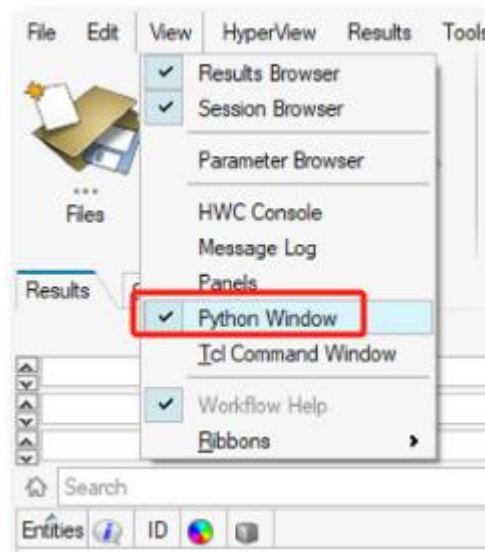 File Edit View HyperView Results Tools
Results Browser
Session Browser
Parameter Browser
Files
HWC Console
Message Log
Panels
Results
Python Window
Tcl Command Window
Workflow Help
Ribbons
Search
Entities ID